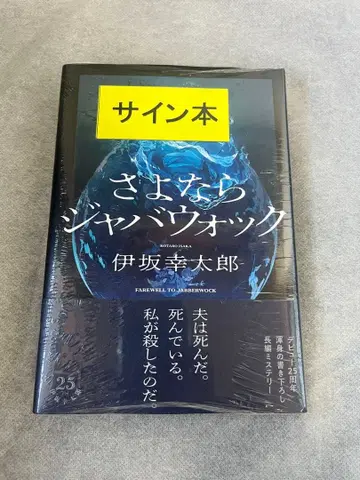 サイン本
さよなら
ジャバウォック
KOTARO ISAKA
伊坂幸太郎
FAREWELL TO JABBERWOCK
デビュー25周年
渾身の書き下ろし
長編ミステリー
夫は死んだ。
死んでいる。
私が殺したのだ。
25